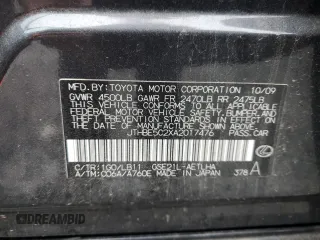 MFD. BY: TOYOTA MOTOR CORPORATION 10/09
GVWR 4500LB GAWR FR 2470LB RR 2475LB
THIS VEHICLE CONFORMS TO ALL APPLICABLE
FEDERAL MOTOR VEHICLE SAFETY, BUMPER, AND
THEFT PREVENTION STANDARDS IN EFFECT ON
THE DATE OF MANUFACTURE SHOWN ABOVE.
JTHBE5C2XA2017476 PASS. CAR
C/TR: 1G0/LB11 GSE21L-AETLHA
A/TM: C06A/A760E MADE IN JAPAN 378 A